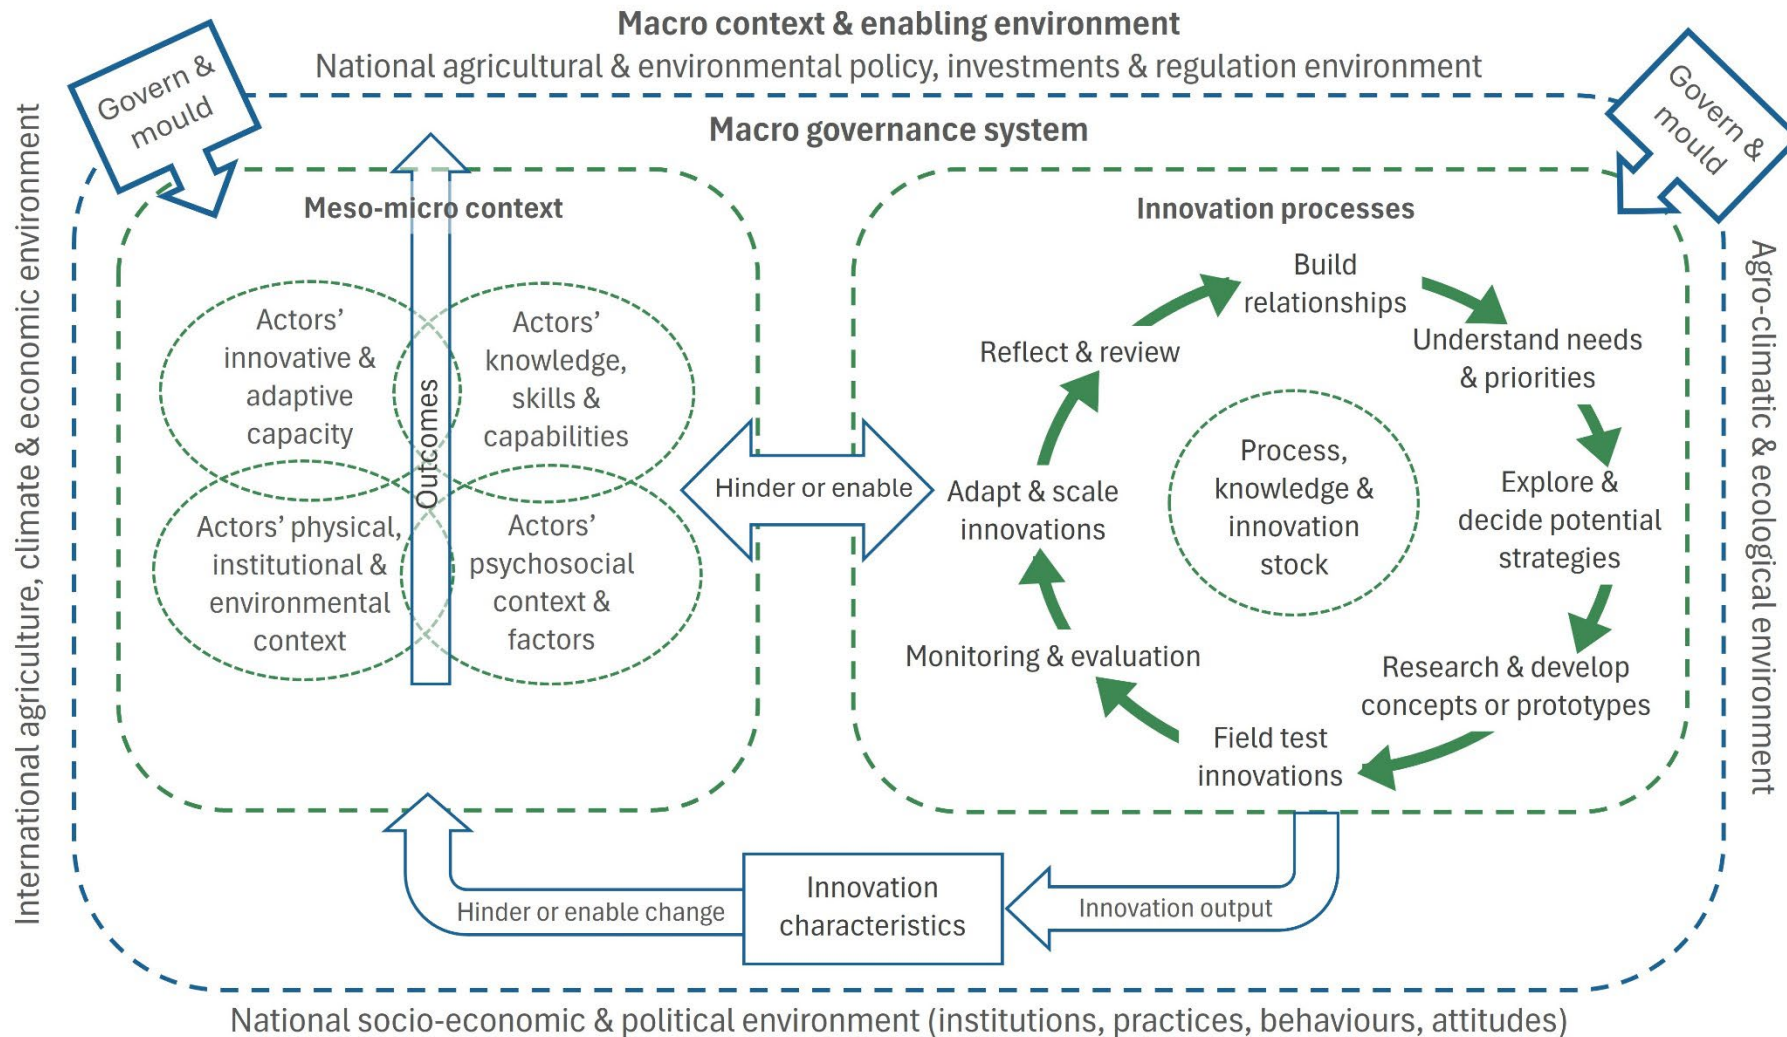 Macro context & enabling environment
National agricultural & environmental policy, investments & regulation environment
Govern &
mould
Govern &
mould
International agriculture, climate & economic environment
Agro-climatic & ecological environment
Macro governance system
Meso-micro context
Actors’
innovative &
adaptive
capacity
Actors’
knowledge,
skills &
capabilities
Outcomes
Actors’ physical,
institutional &
environmental
context
Actors’
psychosocial
context &
factors
Hinder or enable
Innovation processes
Build
relationships
Understand needs
& priorities
Explore &
decide potential
strategies
Research & develop
concepts or prototypes
Field test
innovations
Monitoring & evaluation
Adapt & scale
innovations
Reflect & review
Process,
knowledge &
innovation
stock
Innovation output
Innovation
characteristics
Hinder or enable change
National socio-economic & political environment (institutions, practices, behaviours, attitudes)